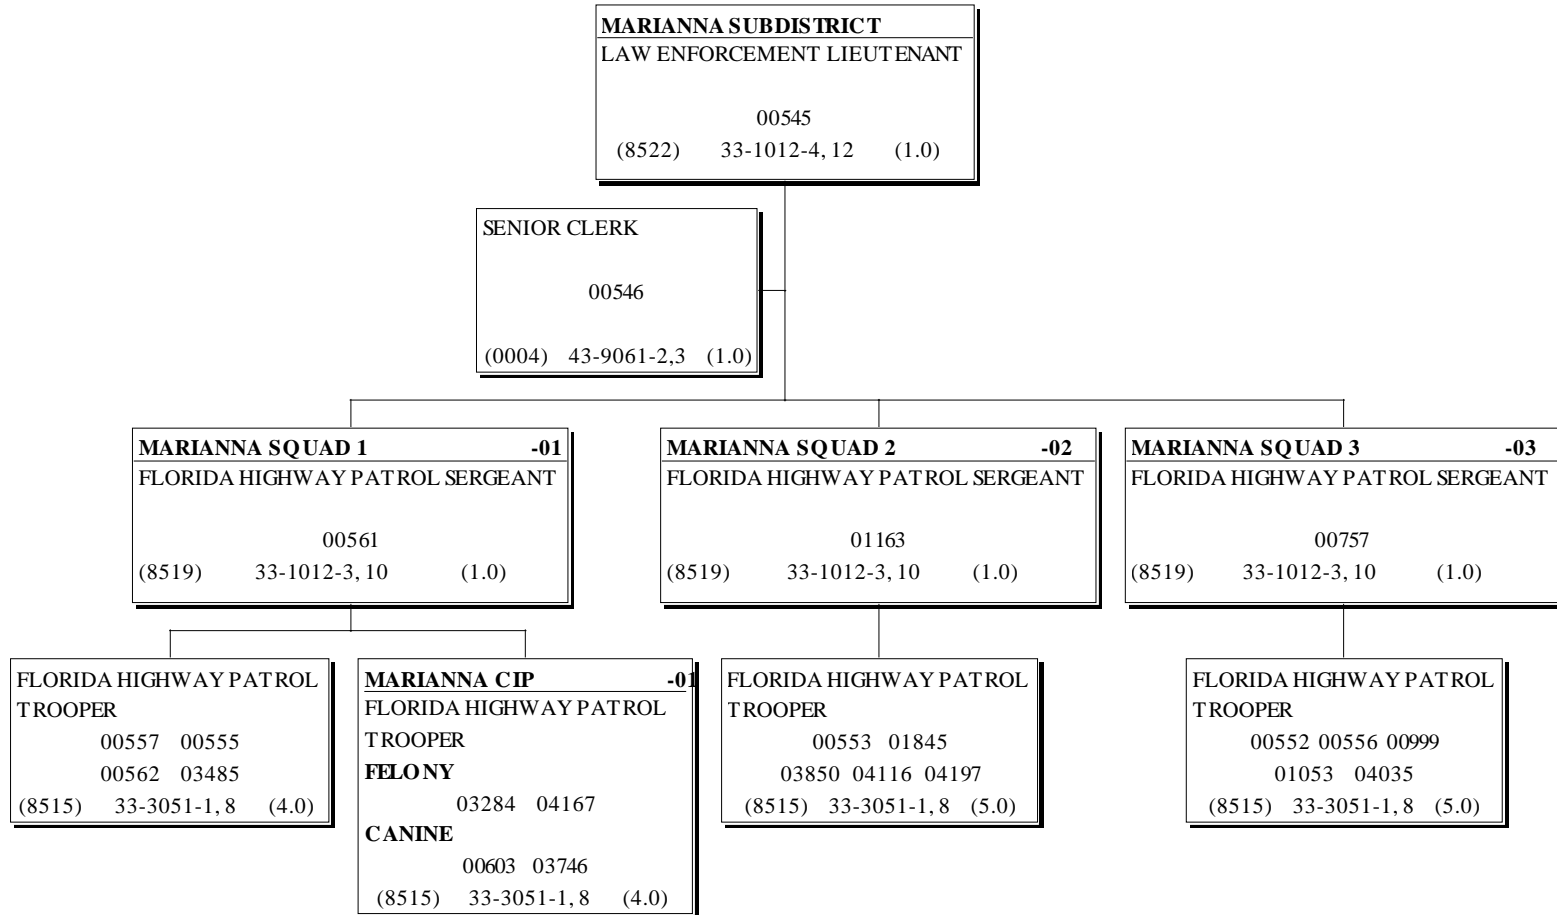 MARIANNA SUBDISTRICT
LAW ENFORCEMENT LIEUTENANT
00545
(8522) 33-1012-4, 12 (1.0)
SENIOR CLERK
00546
(0004) 43-9061-2,3 (1.0)
MARIANNA SQUAD 1 -01
FLORIDA HIGHWAY PATROL SERGEANT
00561
(8519) 33-1012-3, 10 (1.0)
MARIANNA SQUAD 2 -02
FLORIDA HIGHWAY PATROL SERGEANT
01163
(8519) 33-1012-3, 10 (1.0)
MARIANNA SQUAD 3 -03
FLORIDA HIGHWAY PATROL SERGEANT
00757
(8519) 33-1012-3, 10 (1.0)
FLORIDA HIGHWAY PATROL
TROOPER
00557 00555
00562 03485
(8515) 33-3051-1, 8 (4.0)
MARIANNA CIP -01
FLORIDA HIGHWAY PATROL
TROOPER
FELONY
03284 04167
CANINE
00603 03746
(8515) 33-3051-1, 8 (4.0)
FLORIDA HIGHWAY PATROL
TROOPER
00553 01845
03850 04116 04197
(8515) 33-3051-1, 8 (5.0)
FLORIDA HIGHWAY PATROL
TROOPER
00552 00556 00999
01053 04035
(8515) 33-3051-1, 8 (5.0)